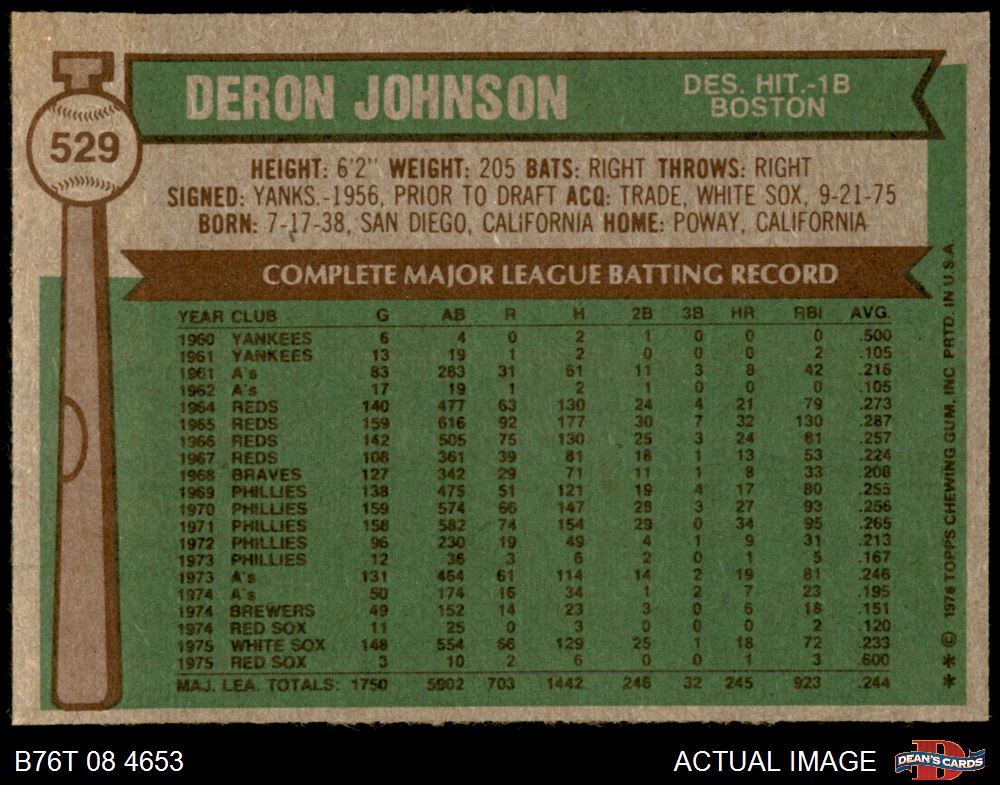 529
DERON JOHNSON
DES. HIT.-1B
BOSTON
HEIGHT: 6'2" WEIGHT: 205 BATS: RIGHT THROWS: RIGHT
SIGNED: YANKS.-1956, PRIOR TO DRAFT ACQ: TRADE, WHITE SOX, 9-21-75
BORN: 7-17-38, SAN DIEGO, CALIFORNIA HOME: POWAY, CALIFORNIA
COMPLETE MAJOR LEAGUE BATTING RECORD
YEAR CLUB G AB R H 2B 3B HR RBI AVG.
1960 YANKEES 6 4 0 2 1 0 0 0 .500
1961 YANKEES 13 19 1 2 0 0 0 2 .105
1961 A's 83 283 31 61 11 3 8 42 .216
1962 A's 17 19 1 2 1 0 0 0 .105
1964 REDS 140 477 63 130 24 4 21 79 .273
1965 REDS 159 616 92 177 30 7 32 130 .287
1966 REDS 142 505 75 130 25 3 24 81 .257
1967 REDS 108 361 39 81 18 1 13 53 .224
1968 BRAVES 127 342 29 71 11 1 8 33 .208
1969 PHILLIES 138 475 51 121 19 4 17 80 .255
1970 PHILLIES 159 574 66 147 28 3 27 93 .256
1971 PHILLIES 158 582 74 154 29 0 34 95 .265
1972 PHILLIES 96 230 19 49 4 1 9 31 .213
1973 PHILLIES 12 36 3 6 2 0 1 5 .167
1973 A's 131 464 61 114 14 2 19 81 .246
1974 A's 50 174 16 34 1 2 7 23 .195
1974 BREWERS 49 152 14 23 3 0 6 18 .151
1974 RED SOX 11 25 0 3 0 0 0 2 .120
1975 WHITE SOX 148 554 66 129 25 1 18 72 .233
1975 RED SOX 3 10 2 6 0 0 1 3 .600
MAJ. LEA. TOTALS: 1750 5902 703 1442 246 32 245 923 .244
* © 1976 TOPPS CHEWING GUM, INC PRTD. IN U.S.A.
B76T 08 4653
ACTUAL IMAGE
D
DEAN'S CARDS